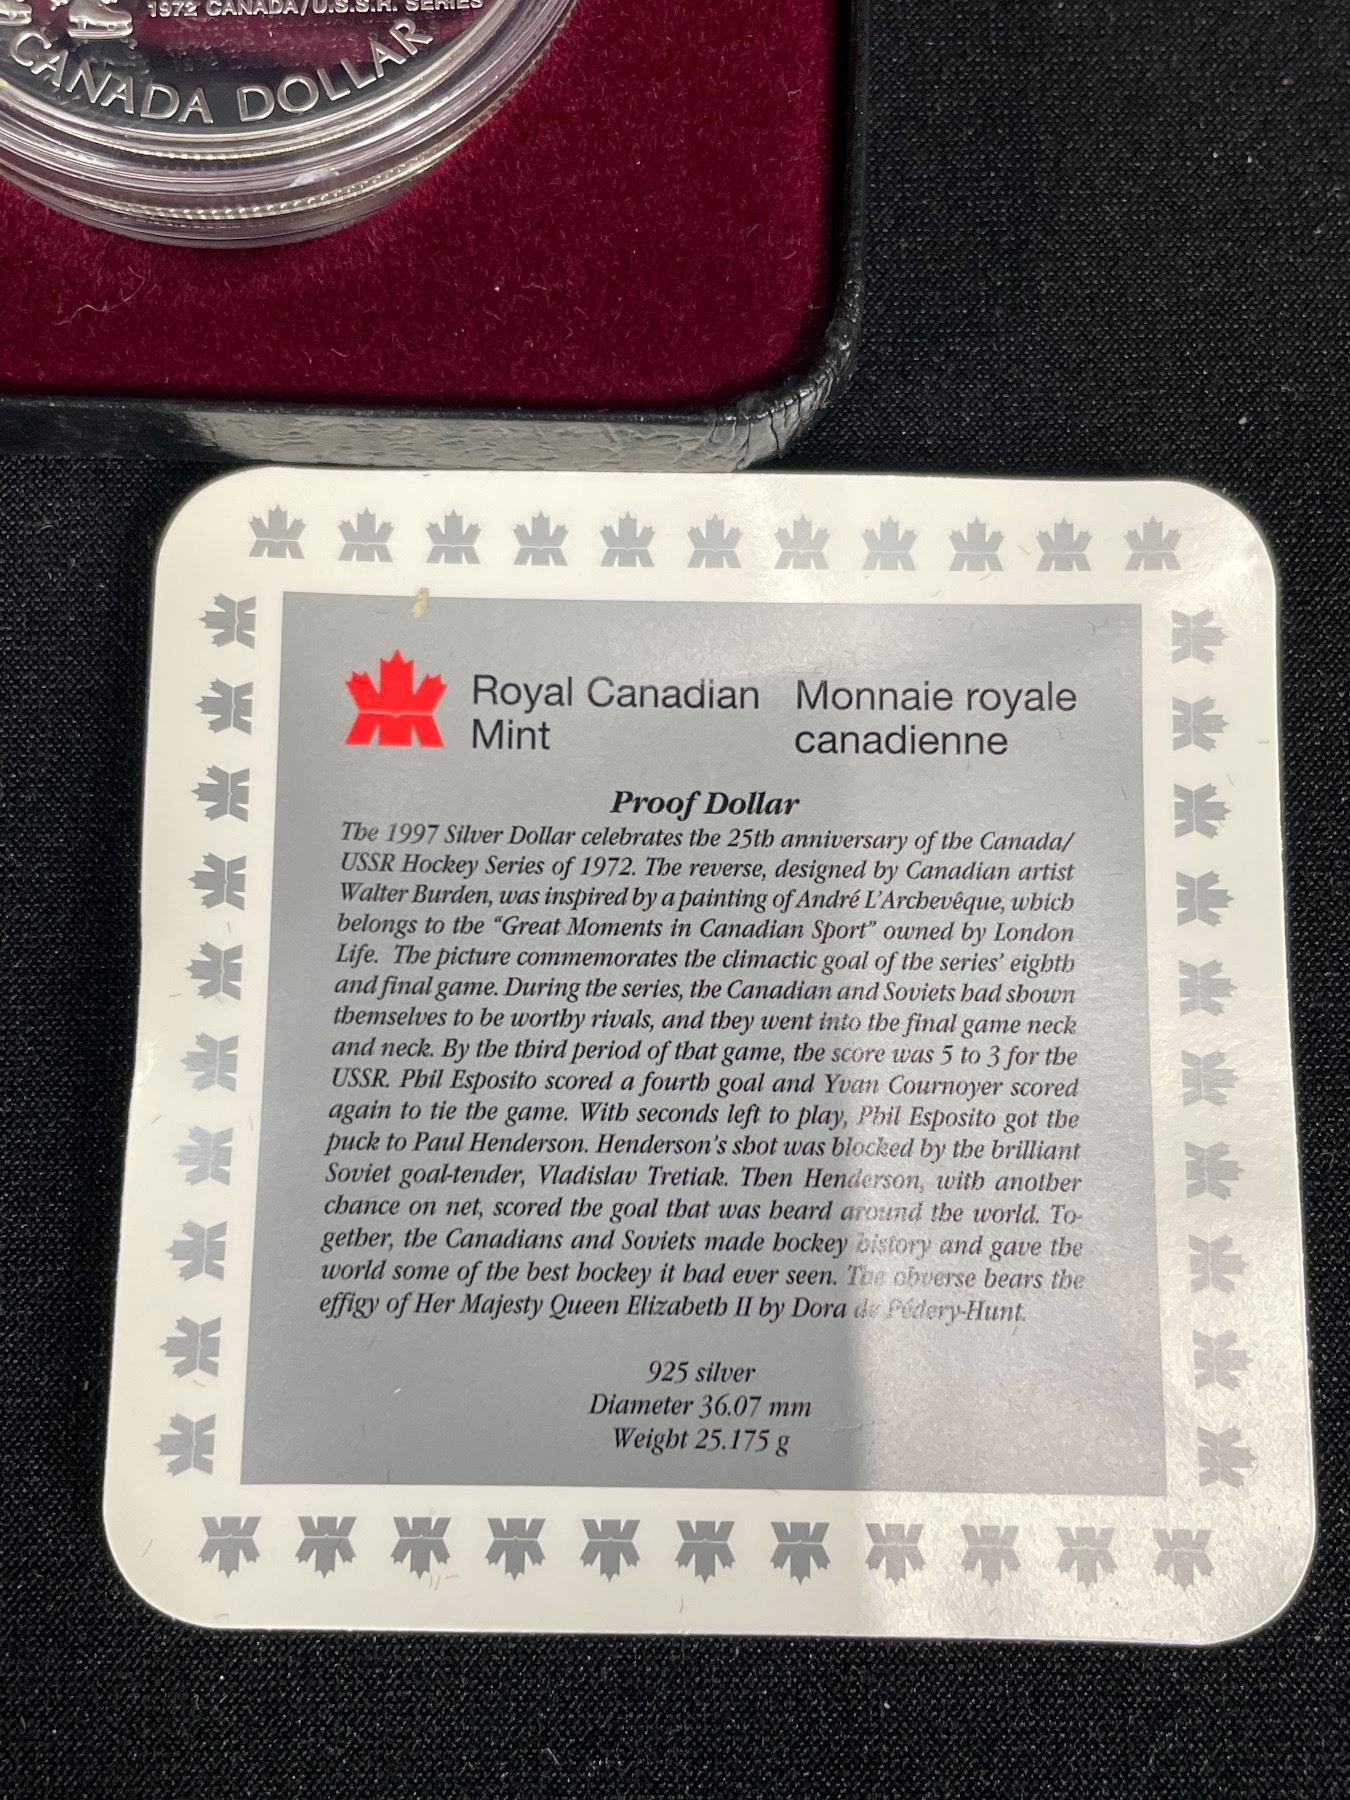 1972 CANADA/U.S.S.R. SERIES
CANADA DOLLAR
Royal Canadian Mint
Monnaie royale canadienne
Proof Dollar
The 1997 Silver Dollar celebrates the 25th anniversary of the Canada/
USSR Hockey Series of 1972. The reverse, designed by Canadian artist
Walter Burden, was inspired by a painting of André L'Archevêque, which
belongs to the "Great Moments in Canadian Sport" owned by London
Life. The picture commemorates the climactic goal of the series' eighth
and final game. During the series, the Canadian and Soviets had shown
themselves to be worthy rivals, and they went into the final game neck
and neck. By the third period of that game, the score was 5 to 3 for the
USSR. Phil Esposito scored a fourth goal and Yvan Cournoyer scored
again to tie the game. With seconds left to play, Phil Esposito got the
puck to Paul Henderson. Henderson's shot was blocked by the brilliant
Soviet goal-tender, Vladislav Tretiak. Then Henderson, with another
chance on net, scored the goal that was heard around the world. To-
gether, the Canadians and Soviets made hockey history and gave the
world some of the best hockey it had ever seen. The obverse bears the
effigy of Her Majesty Queen Elizabeth II by Dora de Pédery-Hunt.
925 silver
Diameter 36.07 mm
Weight 25.175 g